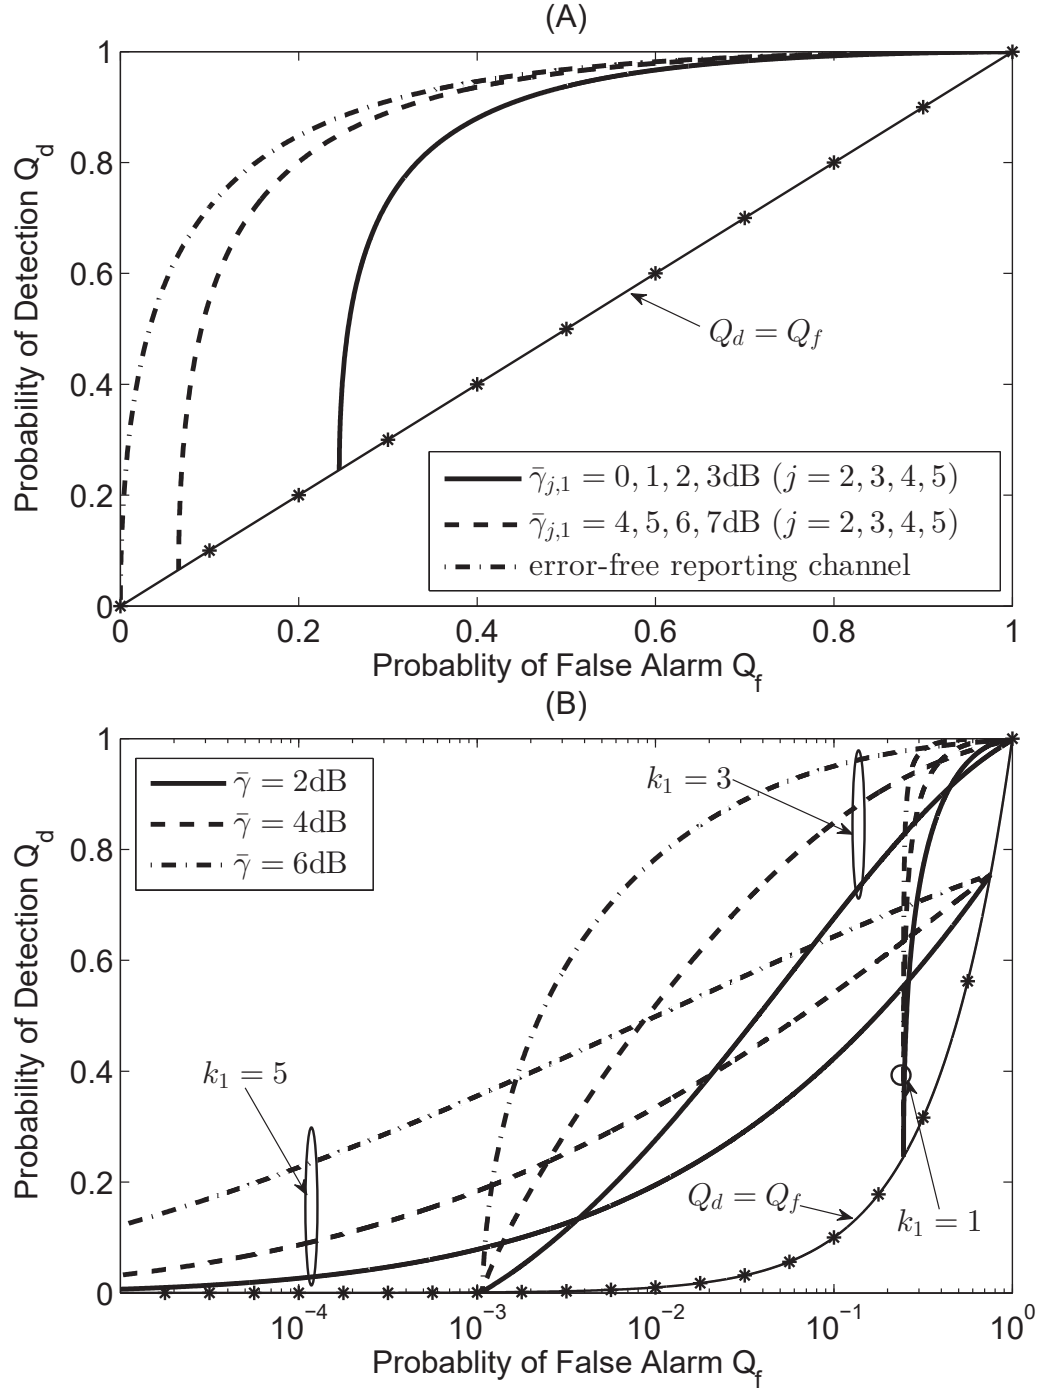 (A)
Probability of Detection Q_d
1
0.8
0.6
0.4
0.2
0
Q_d = Q_f
γ̄_{j,1} = 0, 1, 2, 3dB (j = 2, 3, 4, 5)
γ̄_{j,1} = 4, 5, 6, 7dB (j = 2, 3, 4, 5)
error-free reporting channel
0 0.2 0.4 0.6 0.8 1
Probablity of False Alarm Q_f
(B)
Probability of Detection Q_d
1
0.8
0.6
0.4
0.2
0
γ̄ = 2dB
γ̄ = 4dB
γ̄ = 6dB
k_1 = 3
k_1 = 5
Q_d = Q_f
k_1 = 1
10^{-4} 10^{-3} 10^{-2} 10^{-1} 10^0
Probablity of False Alarm Q_f